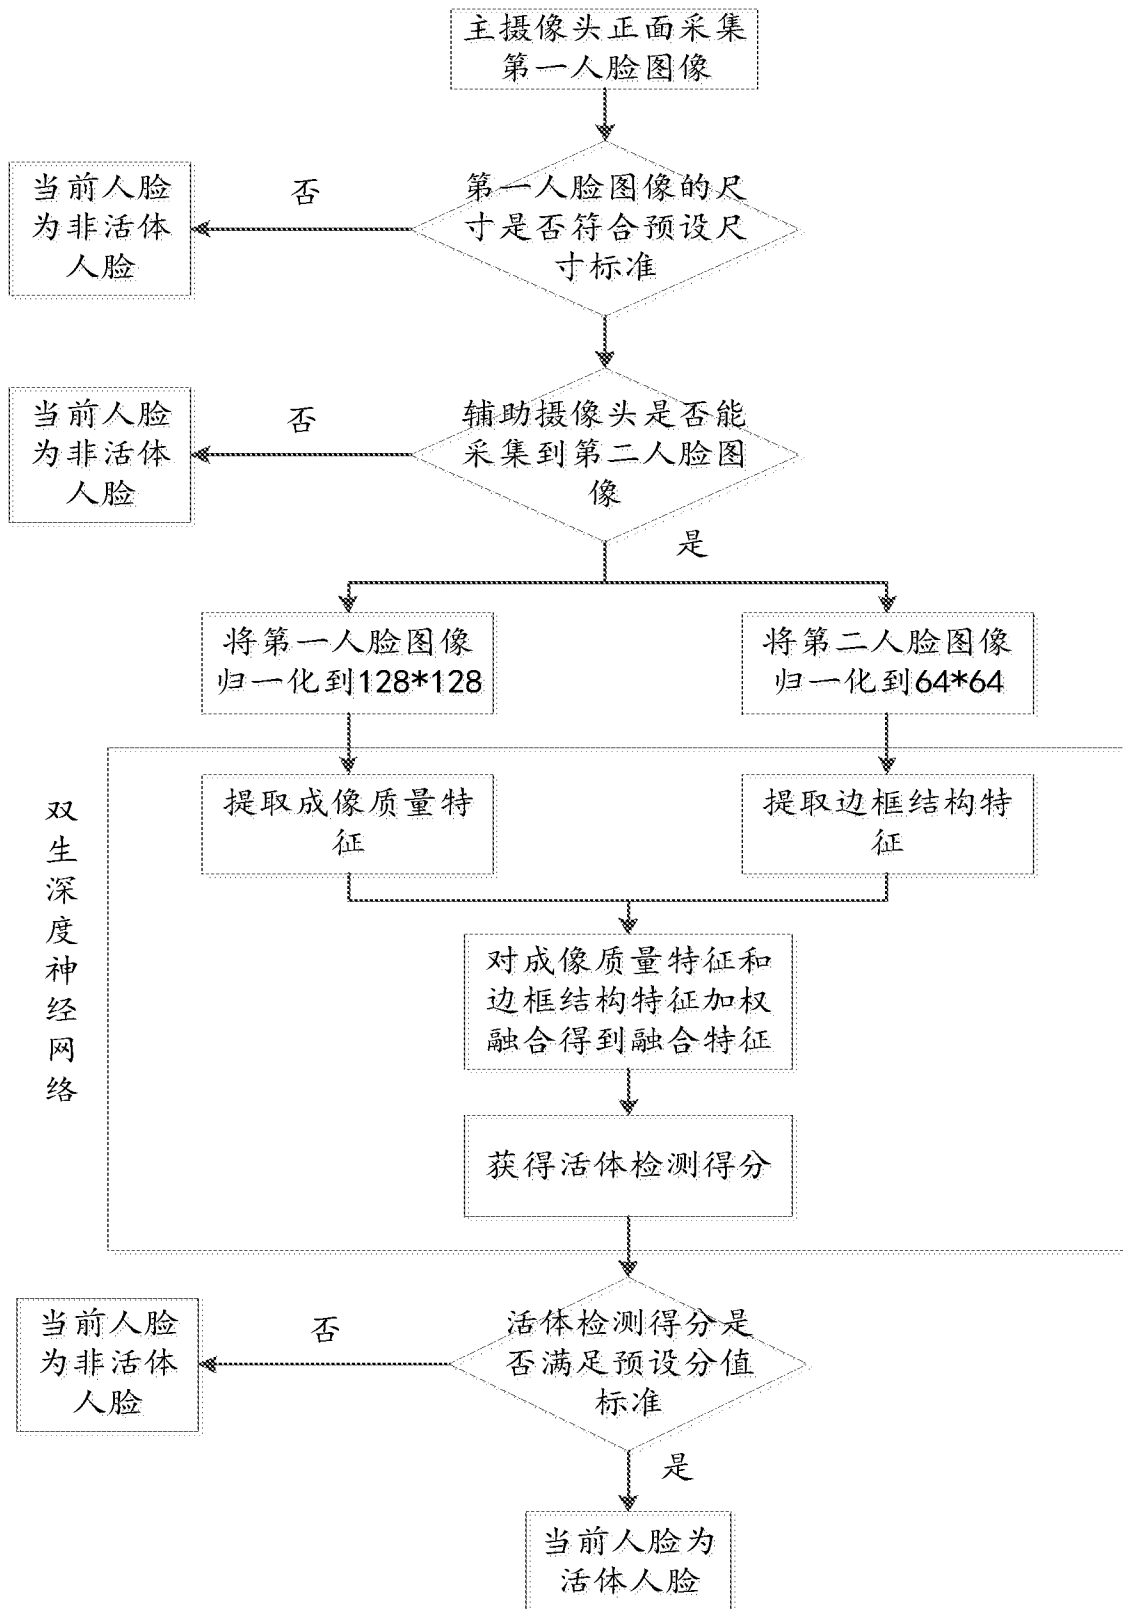 主摄像头正面采集
第一人脸图像
第一人脸图像的尺
寸是否符合预设尺
寸标准
否
当前人脸
为非活体
人脸
辅助摄像头是否能
采集到第二人脸图
像
否
当前人脸
为非活体
人脸
是
将第一人脸图像
归一化到128*128
将第二人脸图像
归一化到64*64
双
生
深
度
神
经
网
络
提取成像质量特
征
提取边框结构特
征
对成像质量特征和
边框结构特征加权
融合得到融合特征
获得活体检测得分
活体检测得分是
否满足预设分值
标准
否
当前人脸
为非活体
人脸
是
当前人脸为
活体人脸